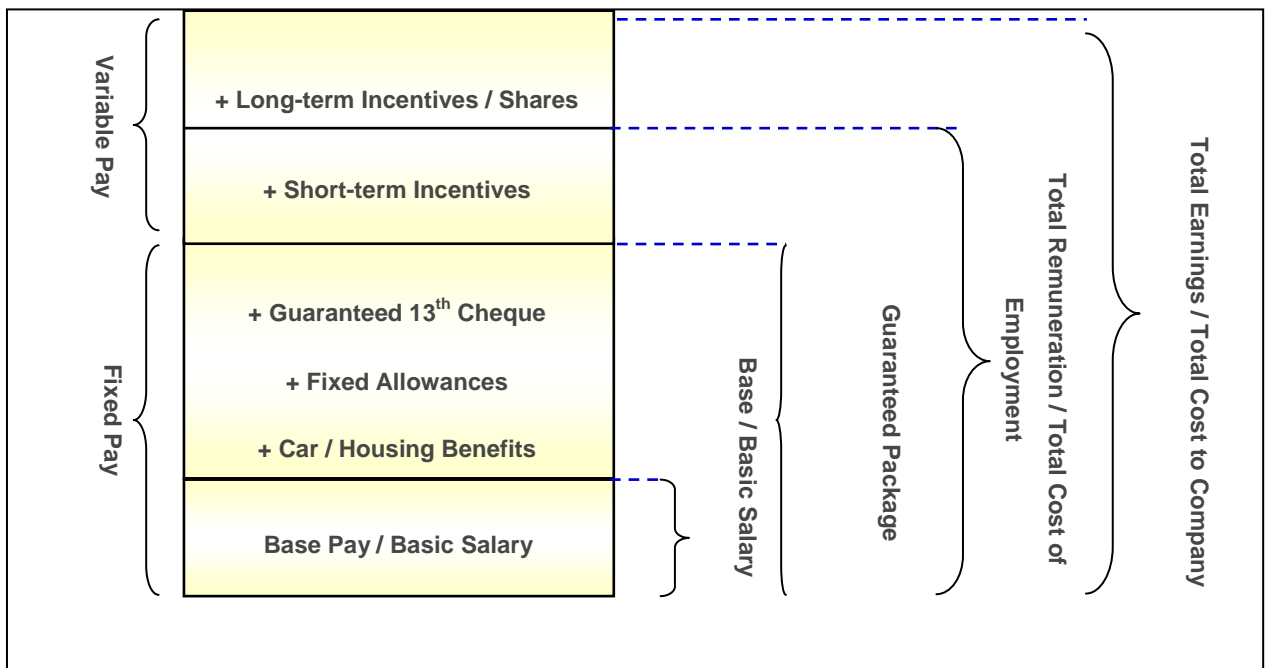 Variable Pay
Fixed Pay
+ Long-term Incentives / Shares
+ Short-term Incentives
+ Guaranteed 13th Cheque
+ Fixed Allowances
+ Car / Housing Benefits
Base Pay / Basic Salary
Base / Basic Salary
Guaranteed Package
Total Remuneration / Total Cost of
Employment
Total Earnings / Total Cost to Company